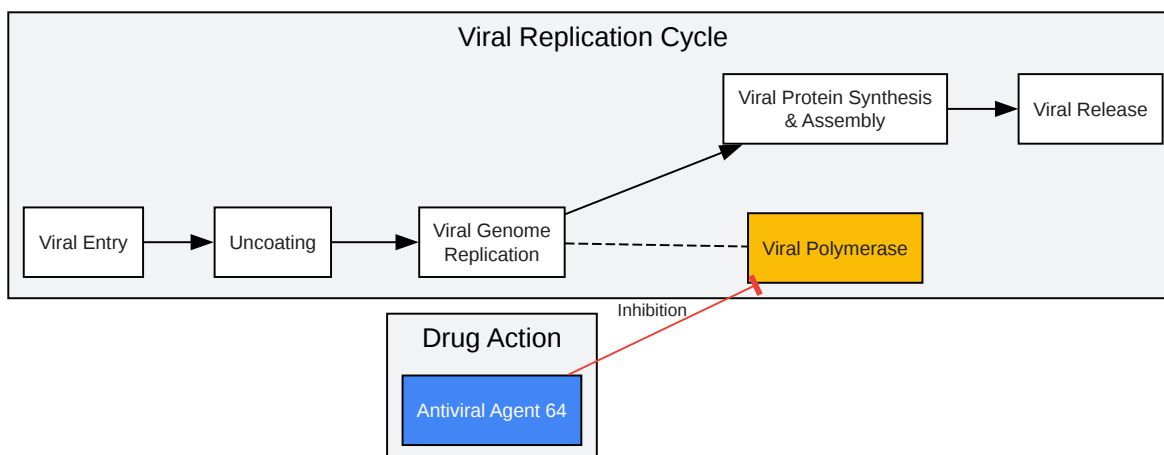 Viral Replication Cycle
Viral Protein Synthesis
& Assembly
Viral Release
Viral Entry
Uncoating
Viral Genome
Replication
Viral Polymerase
Inhibition
Drug Action
Antiviral Agent 64